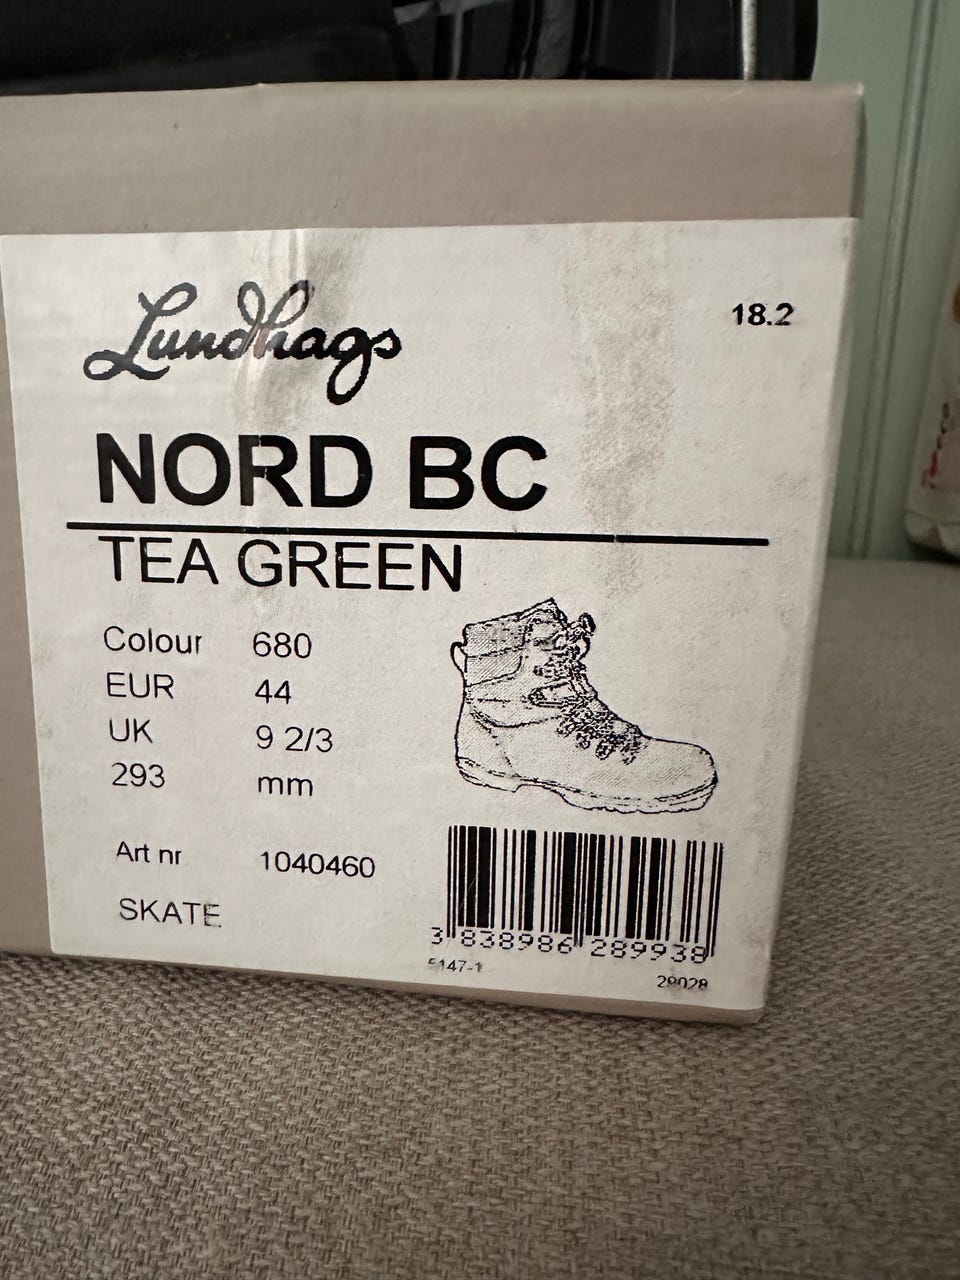 Lundhags
18.2
NORD BC
TEA GREEN
Colour 680
EUR 44
UK 9 2/3
293 mm
Art nr 1040460
SKATE
3 838986 289938
5147-1